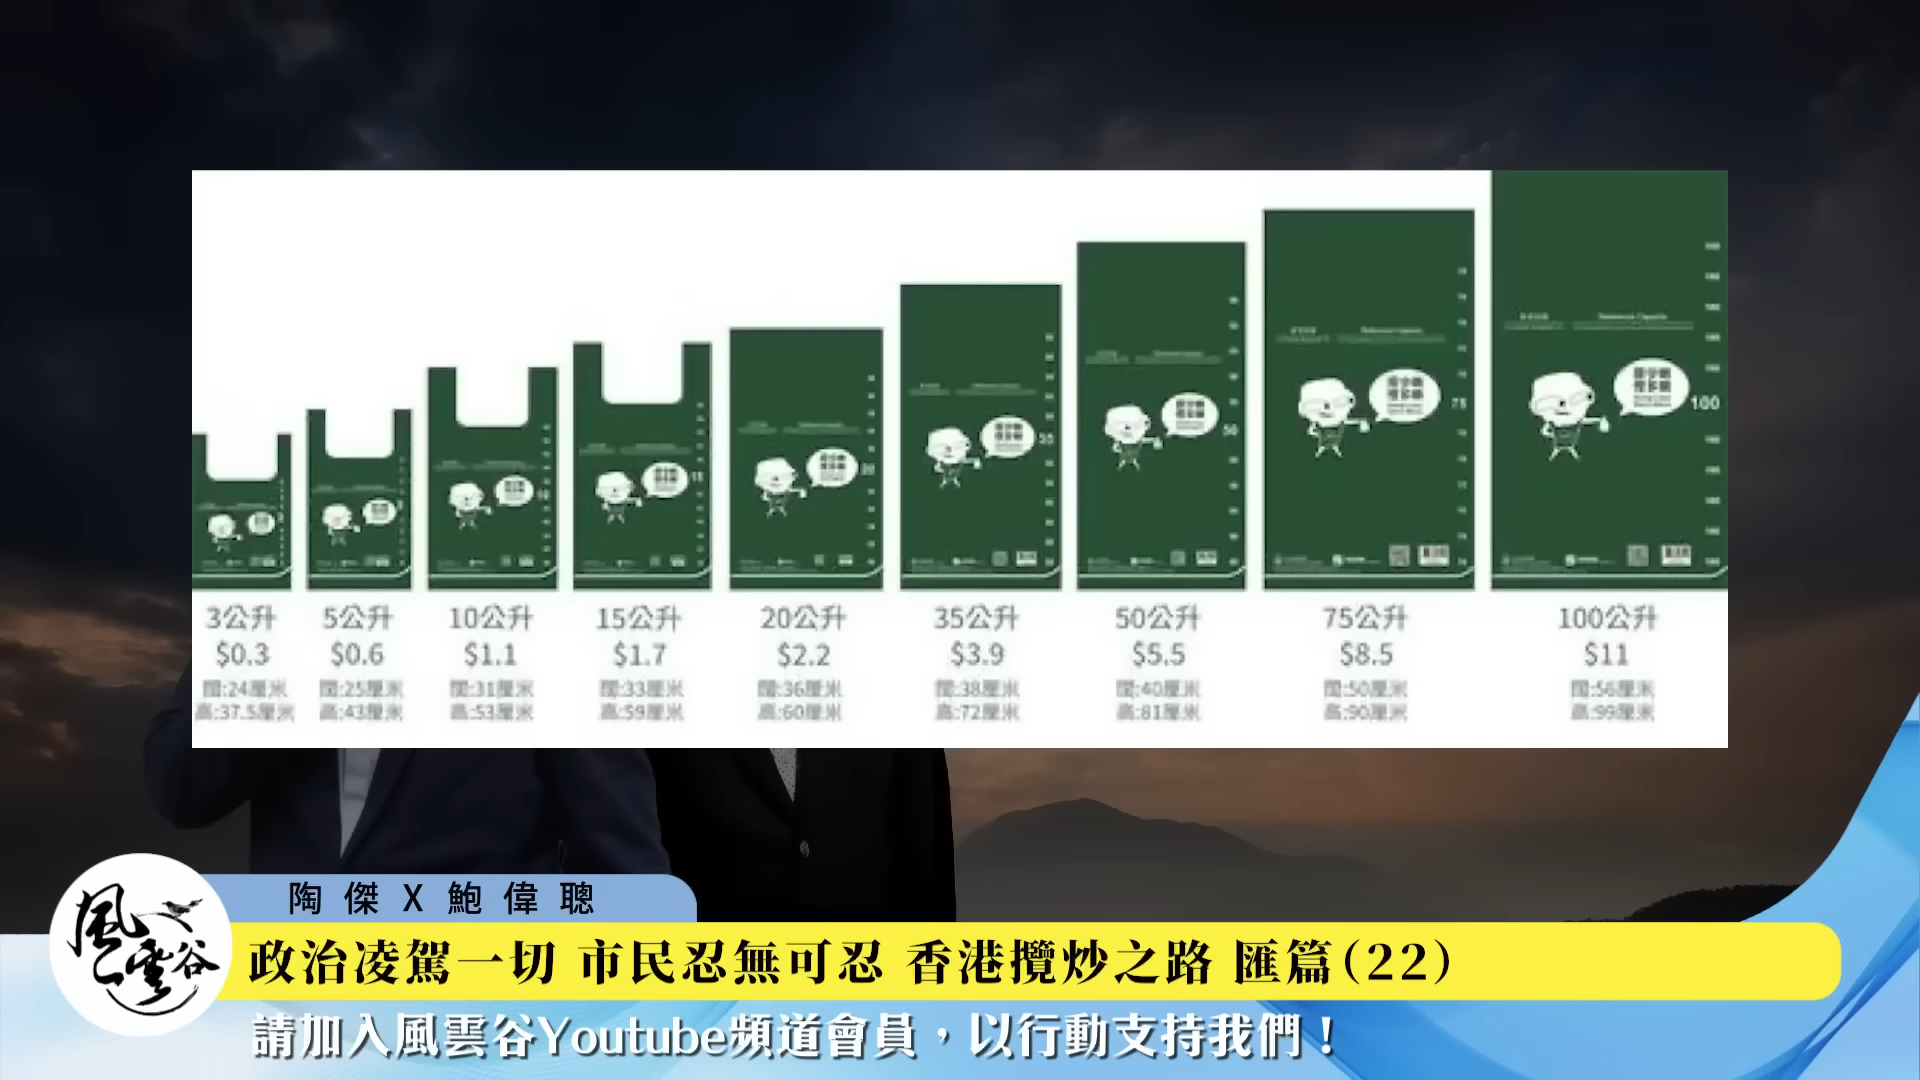 100
75
50
35
20
15
3公升 5公升 10公升 15公升 20公升 35公升 50公升 75公升 100公升
$0.3 $0.6 $1.1 $1.7 $2.2 $3.9 $5.5 $8.5 $11
闊:24厘米 闊:25厘米 闊:31厘米 闊:33厘米 闊:36厘米 闊:38厘米 闊:40厘米 闊:50厘米 闊:56厘米
高:37.5厘米 高:43厘米 高:53厘米 高:59厘米 高:60厘米 高:72厘米 高:81厘米 高:90厘米 高:99厘米
陶傑X鮑偉聰
風雲谷
政治凌駕一切 市民忍無可忍 香港攬炒之路 匯篇(22)
請加入風雲谷Youtube頻道會員，以行動支持我們！